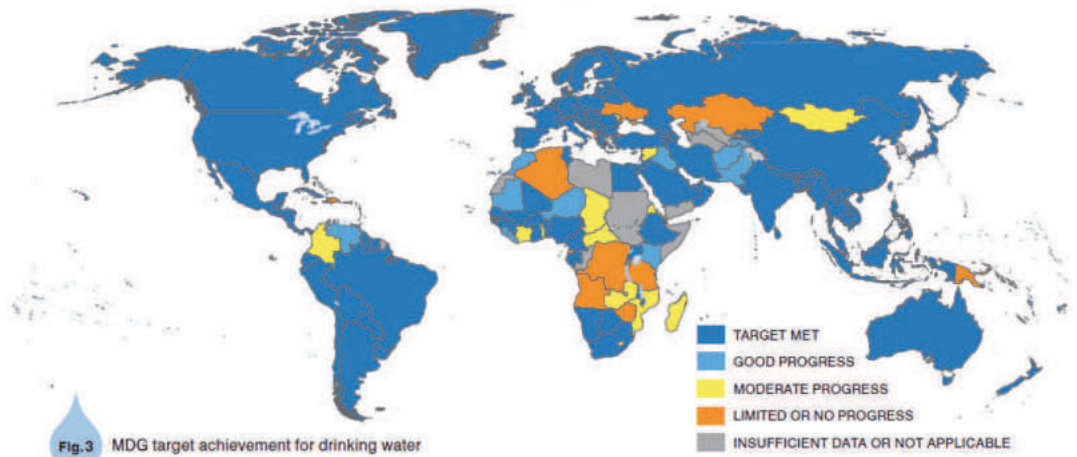 TARGET MET
GOOD PROGRESS
MODERATE PROGRESS
LIMITED OR NO PROGRESS
INSUFFICIENT DATA OR NOT APPLICABLE
Fig.3 MDG target achievement for drinking water